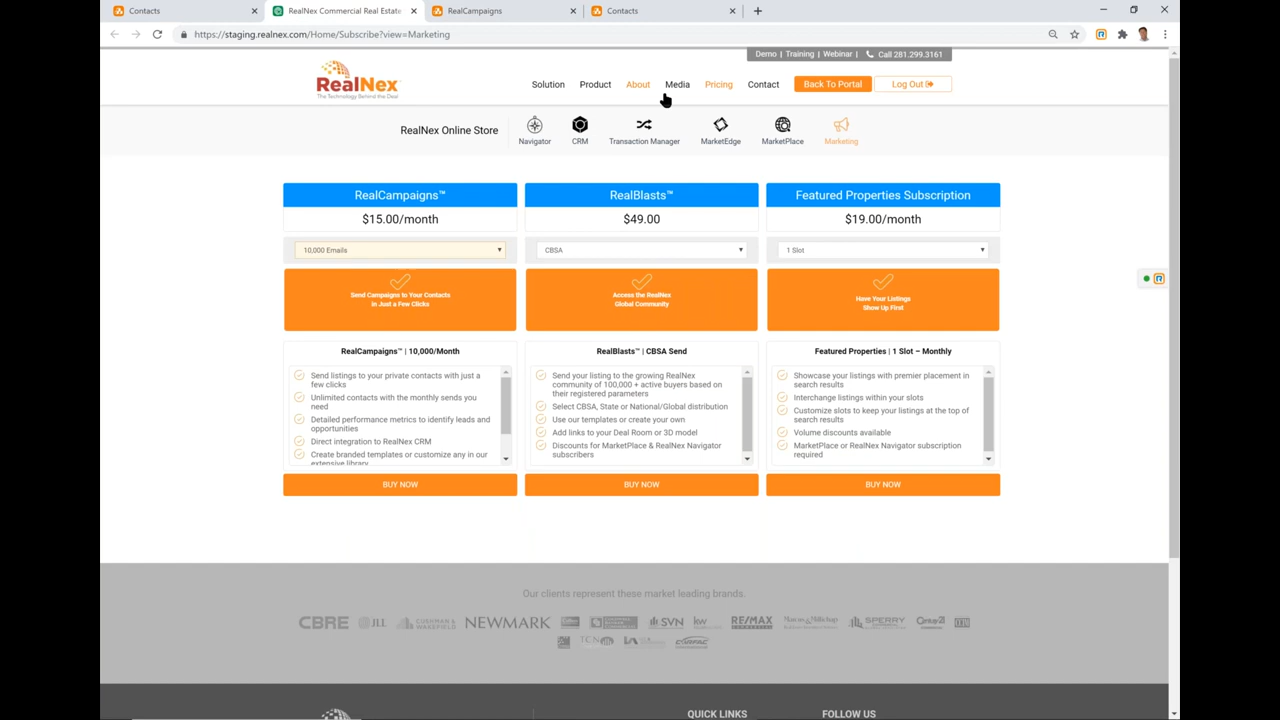 Contacts
RealNex Commercial Real Estate
RealCampaigns
Contacts
https://staging.realnex.com/Home/Subscribe?view=Marketing
Demo | Training | Webinar | Call 281.299.3161
RealNex
The Technology Behind the Deal
Solution Product About Media Pricing Contact Back To Portal Log Out
RealNex Online Store
Navigator CRM Transaction Manager MarketEdge MarketPlace Marketing
RealCampaigns™
$15.00/month
10,000 Emails
Send Campaigns to Your Contacts
in Just a Few Clicks
RealCampaigns™ | 10,000/Month
Send listings to your private contacts with just a
few clicks
Unlimited contacts with the monthly sends you
need
Detailed performance metrics to identify leads and
opportunities
Direct integration to RealNex CRM
Create branded templates or customize any in our
extensive library
BUY NOW
RealBlasts™
$49.00
CBSA
Access the RealNex
Global Community
RealBlasts™ | CBSA Send
Send your listing to the growing RealNex
community of 100,000 + active buyers based on
their registered parameters
Select CBSA, State or National/Global distribution
Use our templates or create your own
Add links to your Deal Room or 3D model
Discounts for MarketPlace & RealNex Navigator
subscribers
BUY NOW
Featured Properties Subscription
$19.00/month
1 Slot
Have Your Listings
Show Up First
Featured Properties | 1 Slot – Monthly
Showcase your listings with premier placement in
search results
Interchange listings within your slots
Customize slots to keep your listings at the top of
search results
Volume discounts available
MarketPlace or RealNex Navigator subscription
required
BUY NOW
Our clients represent these market leading brands.
CBRE JLL CUSHMAN & WAKEFIELD NEWMARK SVN kw RE/MAX Marcus & Millichap SPERRY Century21
TCN
QUICK LINKS FOLLOW US